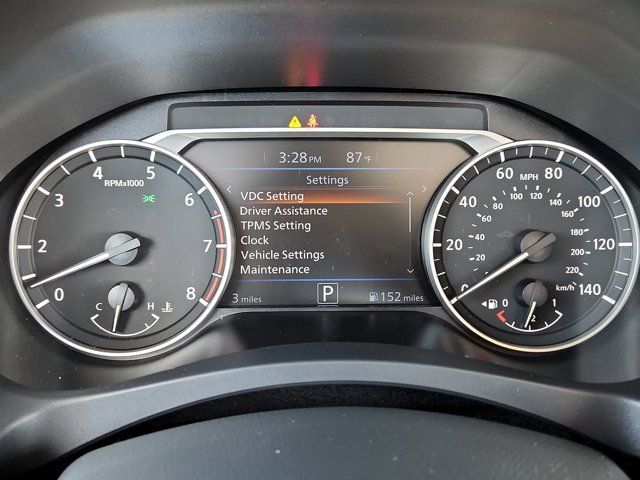 3:28 PM 87°F
Settings
VDC Setting
Driver Assistance
TPMS Setting
Clock
Vehicle Settings
Maintenance
3 miles P 152 miles
RPMx1000
0 1 2 3 4 5 6 7 8
C H
MPH
0 20 40 60 80 100 120 140
20 40 60 80 100 120 140 160 180 200 220
km/h
0 1/2 1